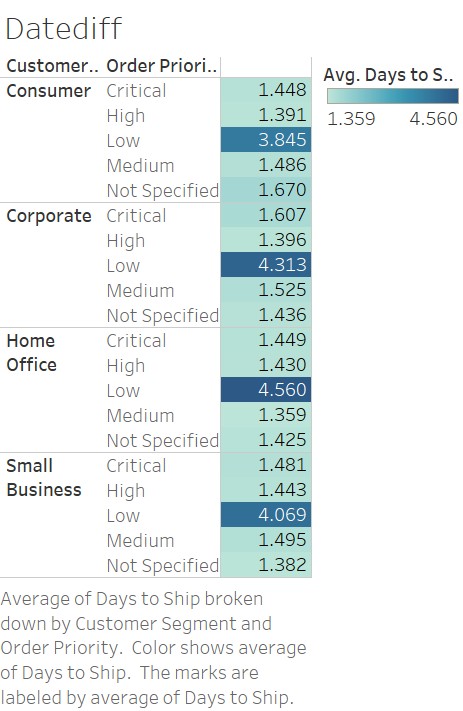 Datediff
Customer.. Order Priori..
Avg. Days to S..
1.359 4.560
Consumer Critical 1.448
High 1.391
Low 3.845
Medium 1.486
Not Specified 1.670
Corporate Critical 1.607
High 1.396
Low 4.313
Medium 1.525
Not Specified 1.436
Home Critical 1.449
Office High 1.430
Low 4.560
Medium 1.359
Not Specified 1.425
Small Critical 1.481
Business High 1.443
Low 4.069
Medium 1.495
Not Specified 1.382
Average of Days to Ship broken
down by Customer Segment and
Order Priority.  Color shows average
of Days to Ship.  The marks are
labeled by average of Days to Ship.